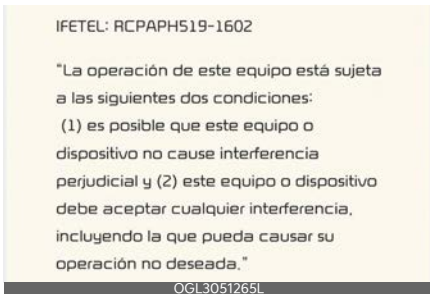 IFETEL: RCPAPH519-1602
"La operación de este equipo está sujeta
a las siguientes dos condiciones:
(1) es posible que este equipo o
dispositivo no cause interferencia
perjudicial y (2) este equipo o dispositivo
debe aceptar cualquier interferencia,
incluyendo la que pueda causar su
operación no deseada."
OGL3051265L